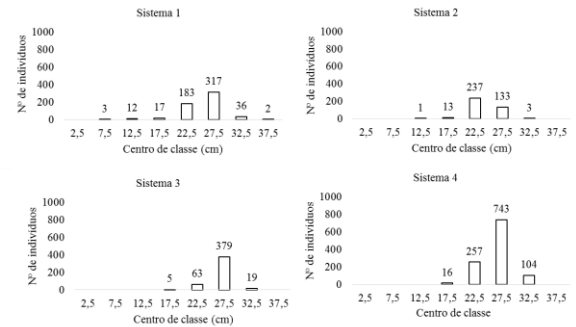 Sistema 1
Nº de indivíduos
1000
800
600
400
200
0
3 12 17 183 317 36 2
2,5 7,5 12,5 17,5 22,5 27,5 32,5 37,5
Centro de classe (cm)
Sistema 2
Nº de indivíduos
1000
800
600
400
200
0
1 13 237 133 3
2,5 7,5 12,5 17,5 22,5 27,5 32,5 37,5
Centro de classe (cm)
Sistema 3
Nº de indivíduos
1000
800
600
400
200
0
5 63 379 19
2,5 7,5 12,5 17,5 22,5 27,5 32,5 37,5
Centro de classe (cm)
Sistema 4
Nº de indivíduos
1000
800
600
400
200
0
16 257 743 104
2,5 7,5 12,5 17,5 22,5 27,5 32,5 37,5
Centro de classe